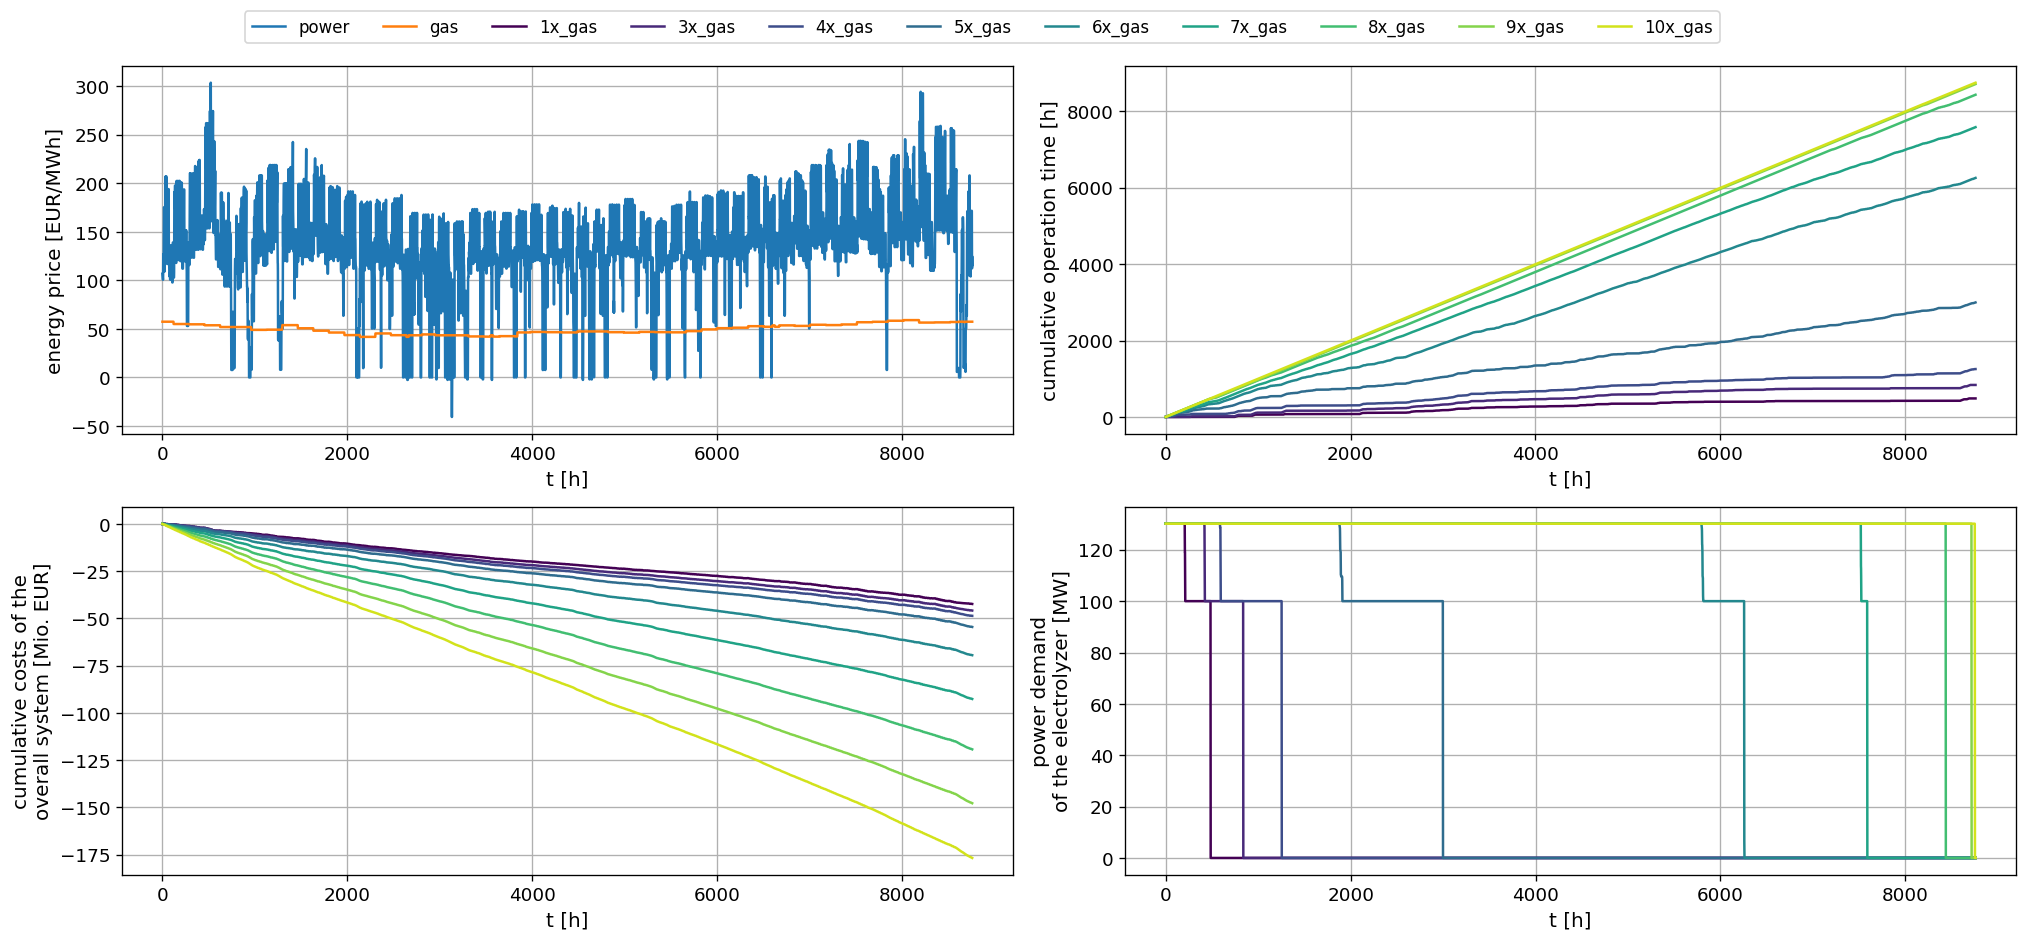 power gas 1x_gas 3x_gas 4x_gas 5x_gas 6x_gas 7x_gas 8x_gas 9x_gas 10x_gas
energy price [EUR/MWh]
300
250
200
150
100
50
0
−50
0 2000 4000 6000 8000
t [h]
cumulative operation time [h]
8000
6000
4000
2000
0
0 2000 4000 6000 8000
t [h]
cumulative costs of the
overall system [Mio. EUR]
0
−25
−50
−75
−100
−125
−150
−175
0 2000 4000 6000 8000
t [h]
power demand
of the electrolyzer [MW]
120
100
80
60
40
20
0
0 2000 4000 6000 8000
t [h]